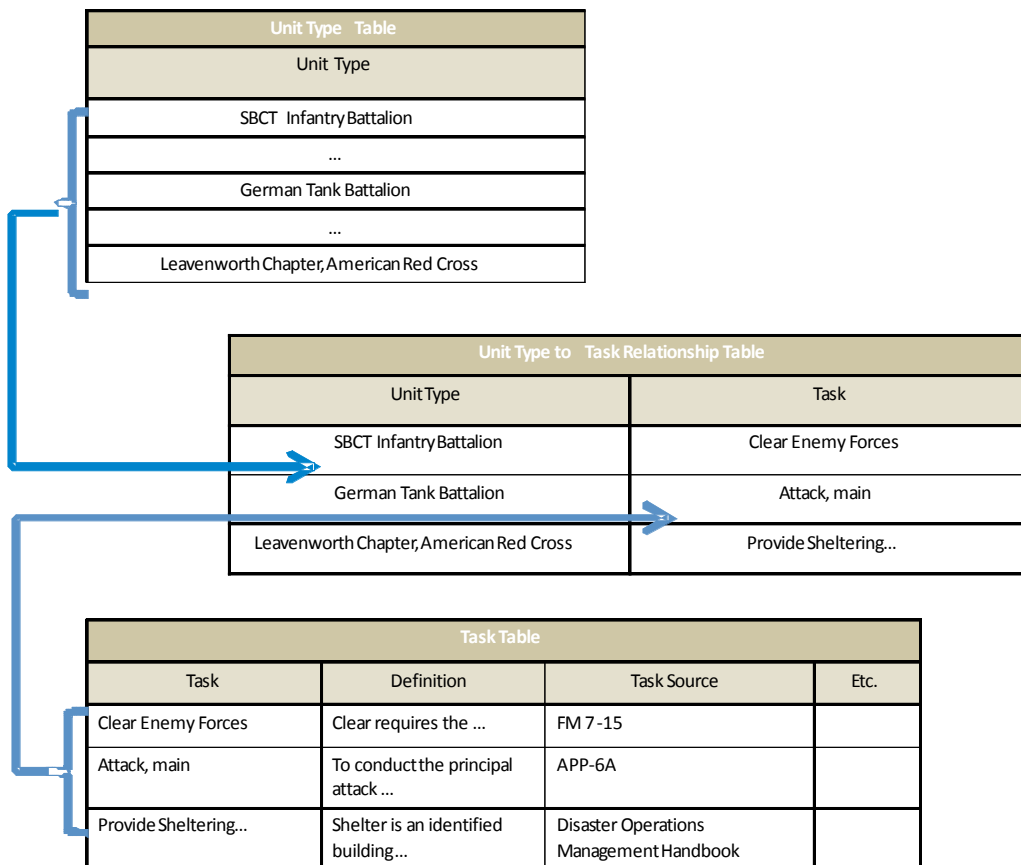 Unit Type Table
Unit Type
SBCT Infantry Battalion
...
German Tank Battalion
...
Leavenworth Chapter, American Red Cross
Unit Type to Task Relationship Table
Unit Type Task
SBCT Infantry Battalion Clear Enemy Forces
German Tank Battalion Attack, main
Leavenworth Chapter, American Red Cross Provide Sheltering...
Task Table
Task Definition Task Source Etc.
Clear Enemy Forces Clear requires the ... FM 7-15
Attack, main To conduct the principal APP-6A
attack ...
Provide Sheltering... Shelter is an identified Disaster Operations
building... Management Handbook